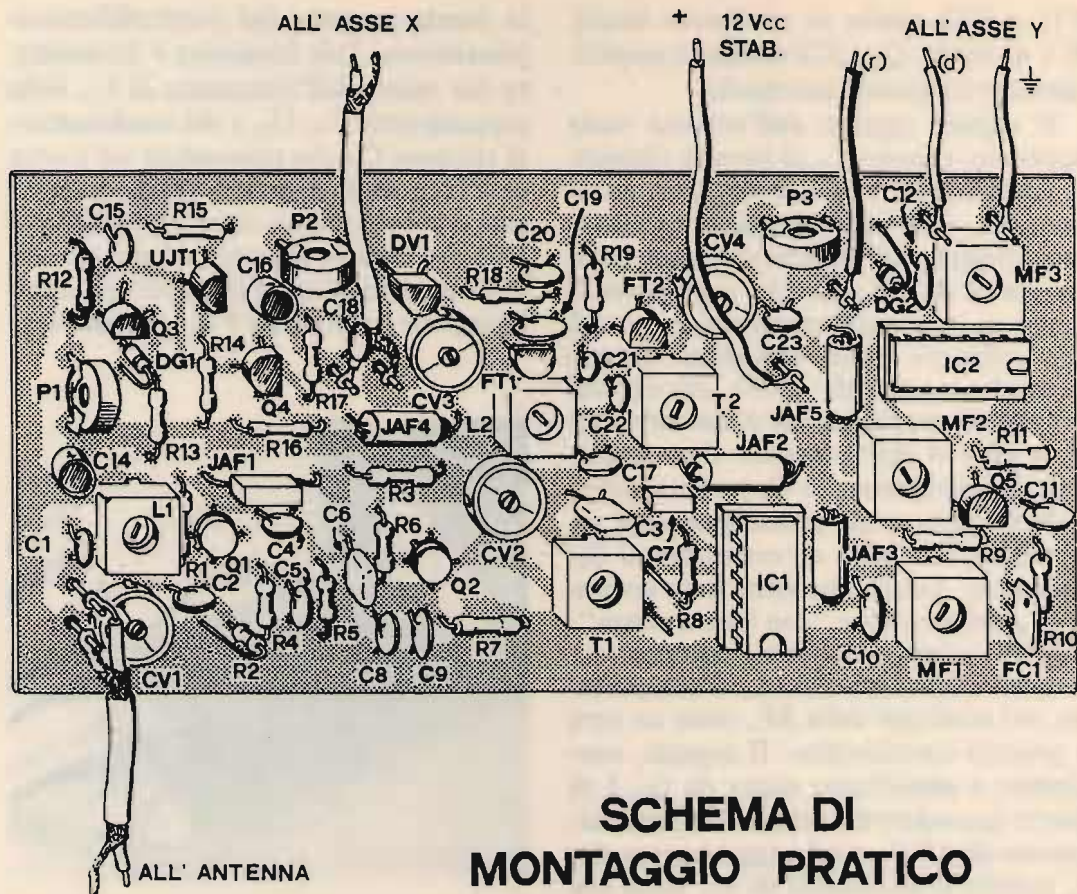 ALL' ASSE X
+ 12 Vcc
STAB.
(r)
ALL' ASSE Y
(d)
C15
R15
P2
DV1
C20
C19
R19
CV4
P3
C12
MF3
R12
UJT1
C16
C18
R18
FT2
DG2
Q3
DG1
R14
C21
C23
IC2
P1
Q4
R17
CV3
FT1
L2
C22
T2
JAF5
R13
R16
JAF4
MF2
R11
C14
JAF1
R3
C17
JAF2
Q5
C11
L1
C6
R6
CV2
C3
C7
C1
R1
Q1
C4
C5
Q2
R8
IC1
JAF3
R9
C2
R4
R5
R7
T1
C10
MF1
FC1
R10
CV1
R2
C8
C9
ALL' ANTENNA
SCHEMA DI
MONTAGGIO PRATICO